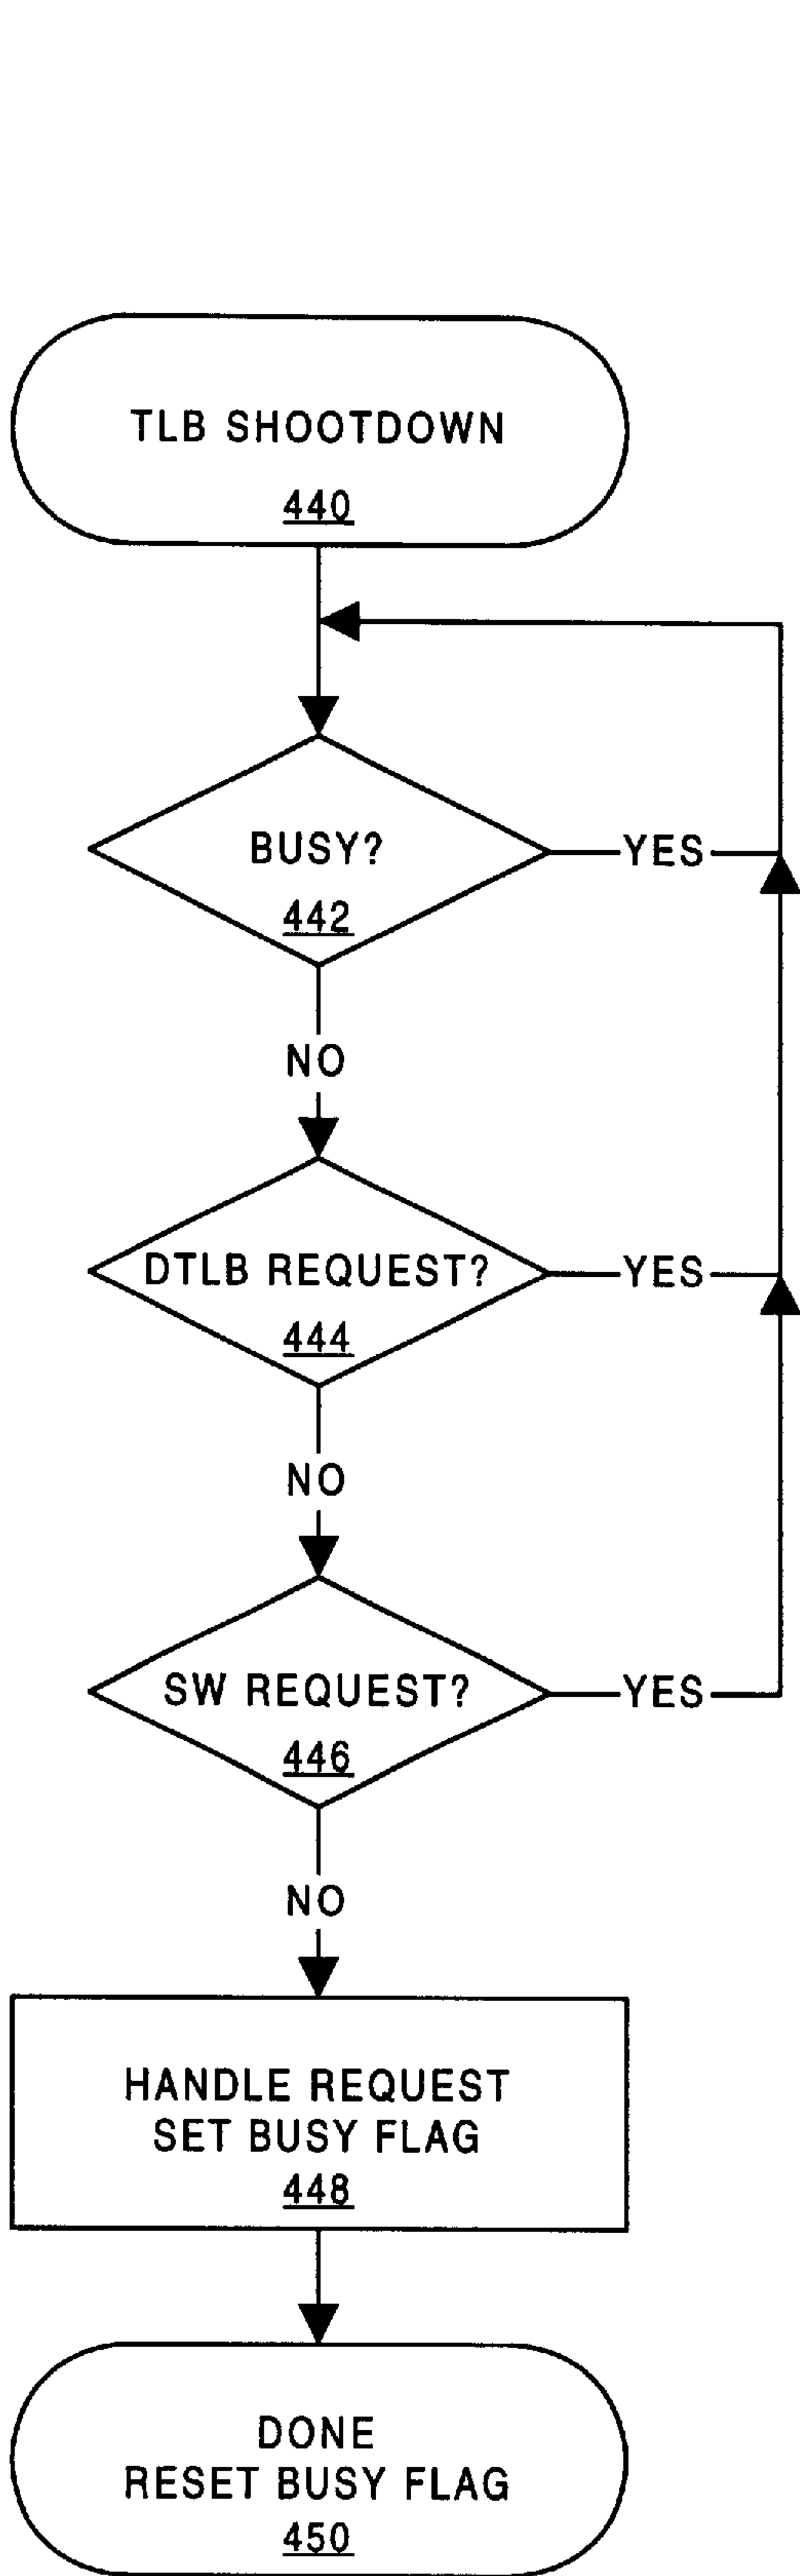 TLB SHOOTDOWN
440
BUSY?
YES
442
NO
DTLB REQUEST?
YES
444
NO
SW REQUEST?
YES
446
NO
HANDLE REQUEST
SET BUSY FLAG
448
DONE
RESET BUSY FLAG
450